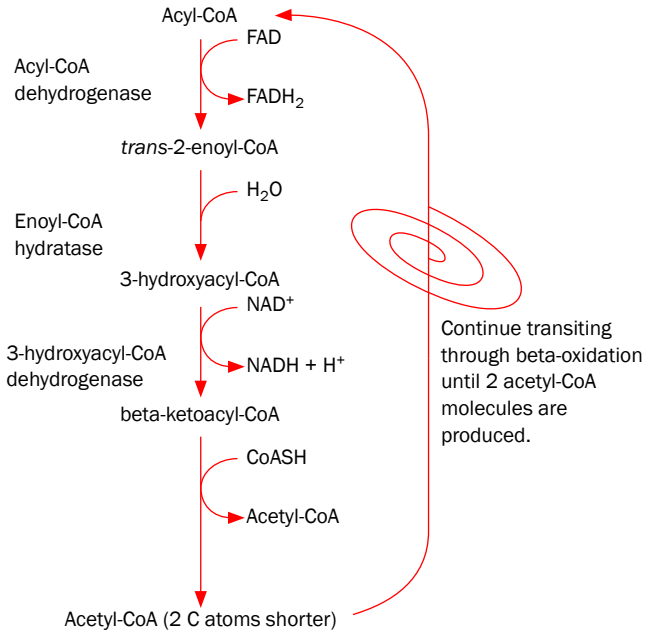 Acyl-CoA
FAD
Acyl-CoA
dehydrogenase
FADH₂
trans-2-enoyl-CoA
H₂O
Enoyl-CoA
hydratase
3-hydroxyacyl-CoA
NAD⁺
3-hydroxyacyl-CoA
dehydrogenase
NADH + H⁺
beta-ketoacyl-CoA
CoASH
Acetyl-CoA
Acetyl-CoA (2 C atoms shorter)
Continue transiting
through beta-oxidation
until 2 acetyl-CoA
molecules are
produced.